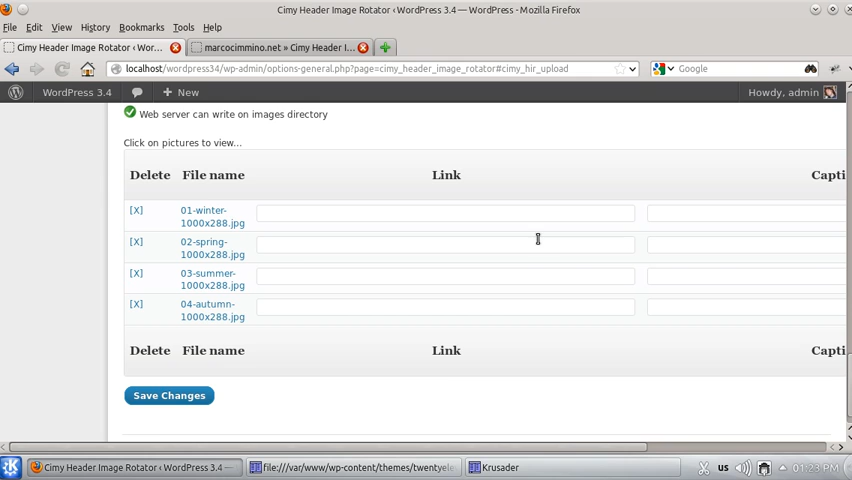 Cimy Header Image Rotator ‹ WordPress 3.4 — WordPress - Mozilla Firefox
File Edit View History Bookmarks Tools Help
Cimy Header Image Rotator ‹ Wor... marcocimmino.net » Cimy Header I...
localhost/wordpress34/wp-admin/options-general.php?page=cimy_header_image_rotator#cimy_hir_upload Google
WordPress 3.4 New Howdy, admin
Web server can write on images directory
Click on pictures to view...
Delete File name Link Capti
[X] 01-winter-
1000x288.jpg
[X] 02-spring-
1000x288.jpg
[X] 03-summer-
1000x288.jpg
[X] 04-autumn-
1000x288.jpg
Delete File name Link Capti
Save Changes
Cimy Header Image Rotator ‹ WordPress 3.4 — file:///var/www/wp-content/themes/twentyele Krusader us 01:23 PM